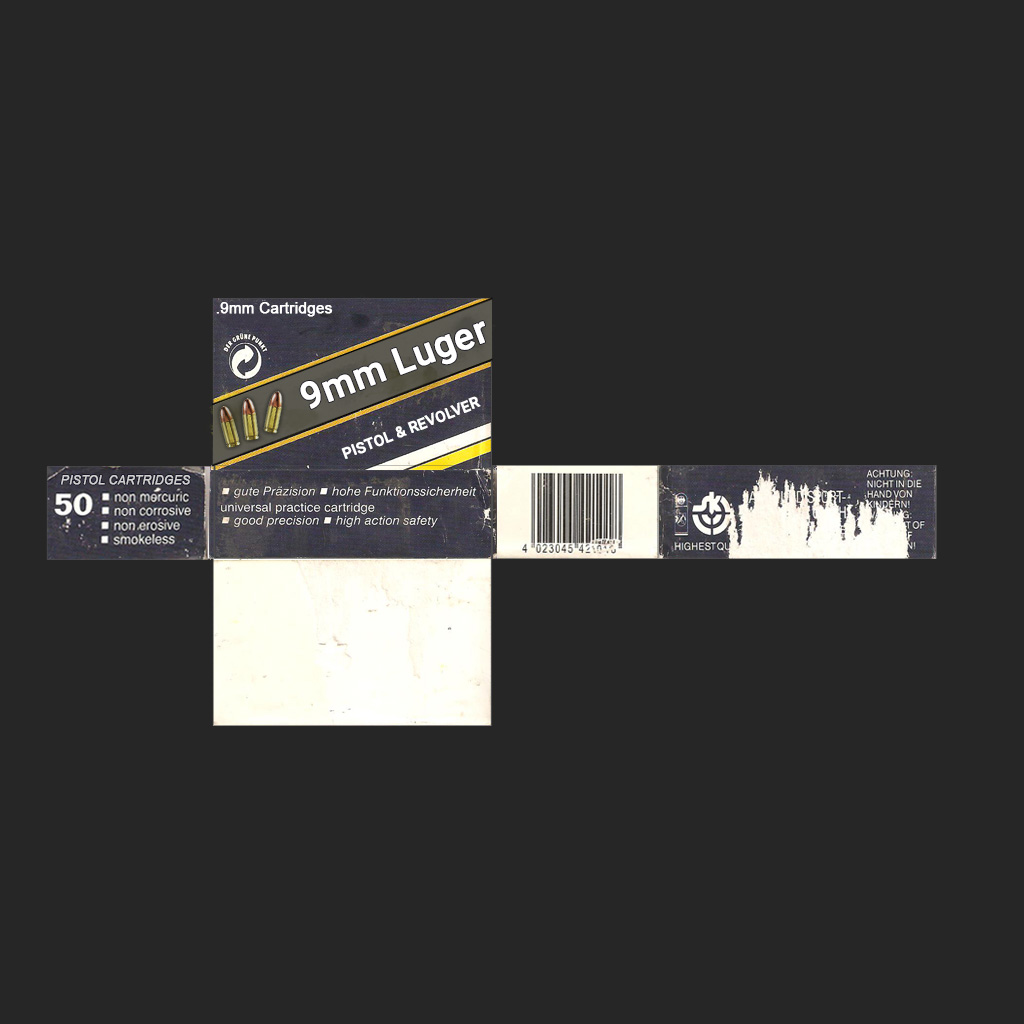 .9mm Cartridges
DER GRÜNE PUNKT
9mm Luger
PISTOL & REVOLVER
PISTOL CARTRIDGES
50
non mercuric
non corrosive
non erosive
smokeless
gute Präzision hohe Funktionssicherheit
universal practice cartridge
good precision high action safety
4 023045 42
ACHTUNG:
NICHT IN DIE
HAND VON
KINDERN!
OF
HIGHEST